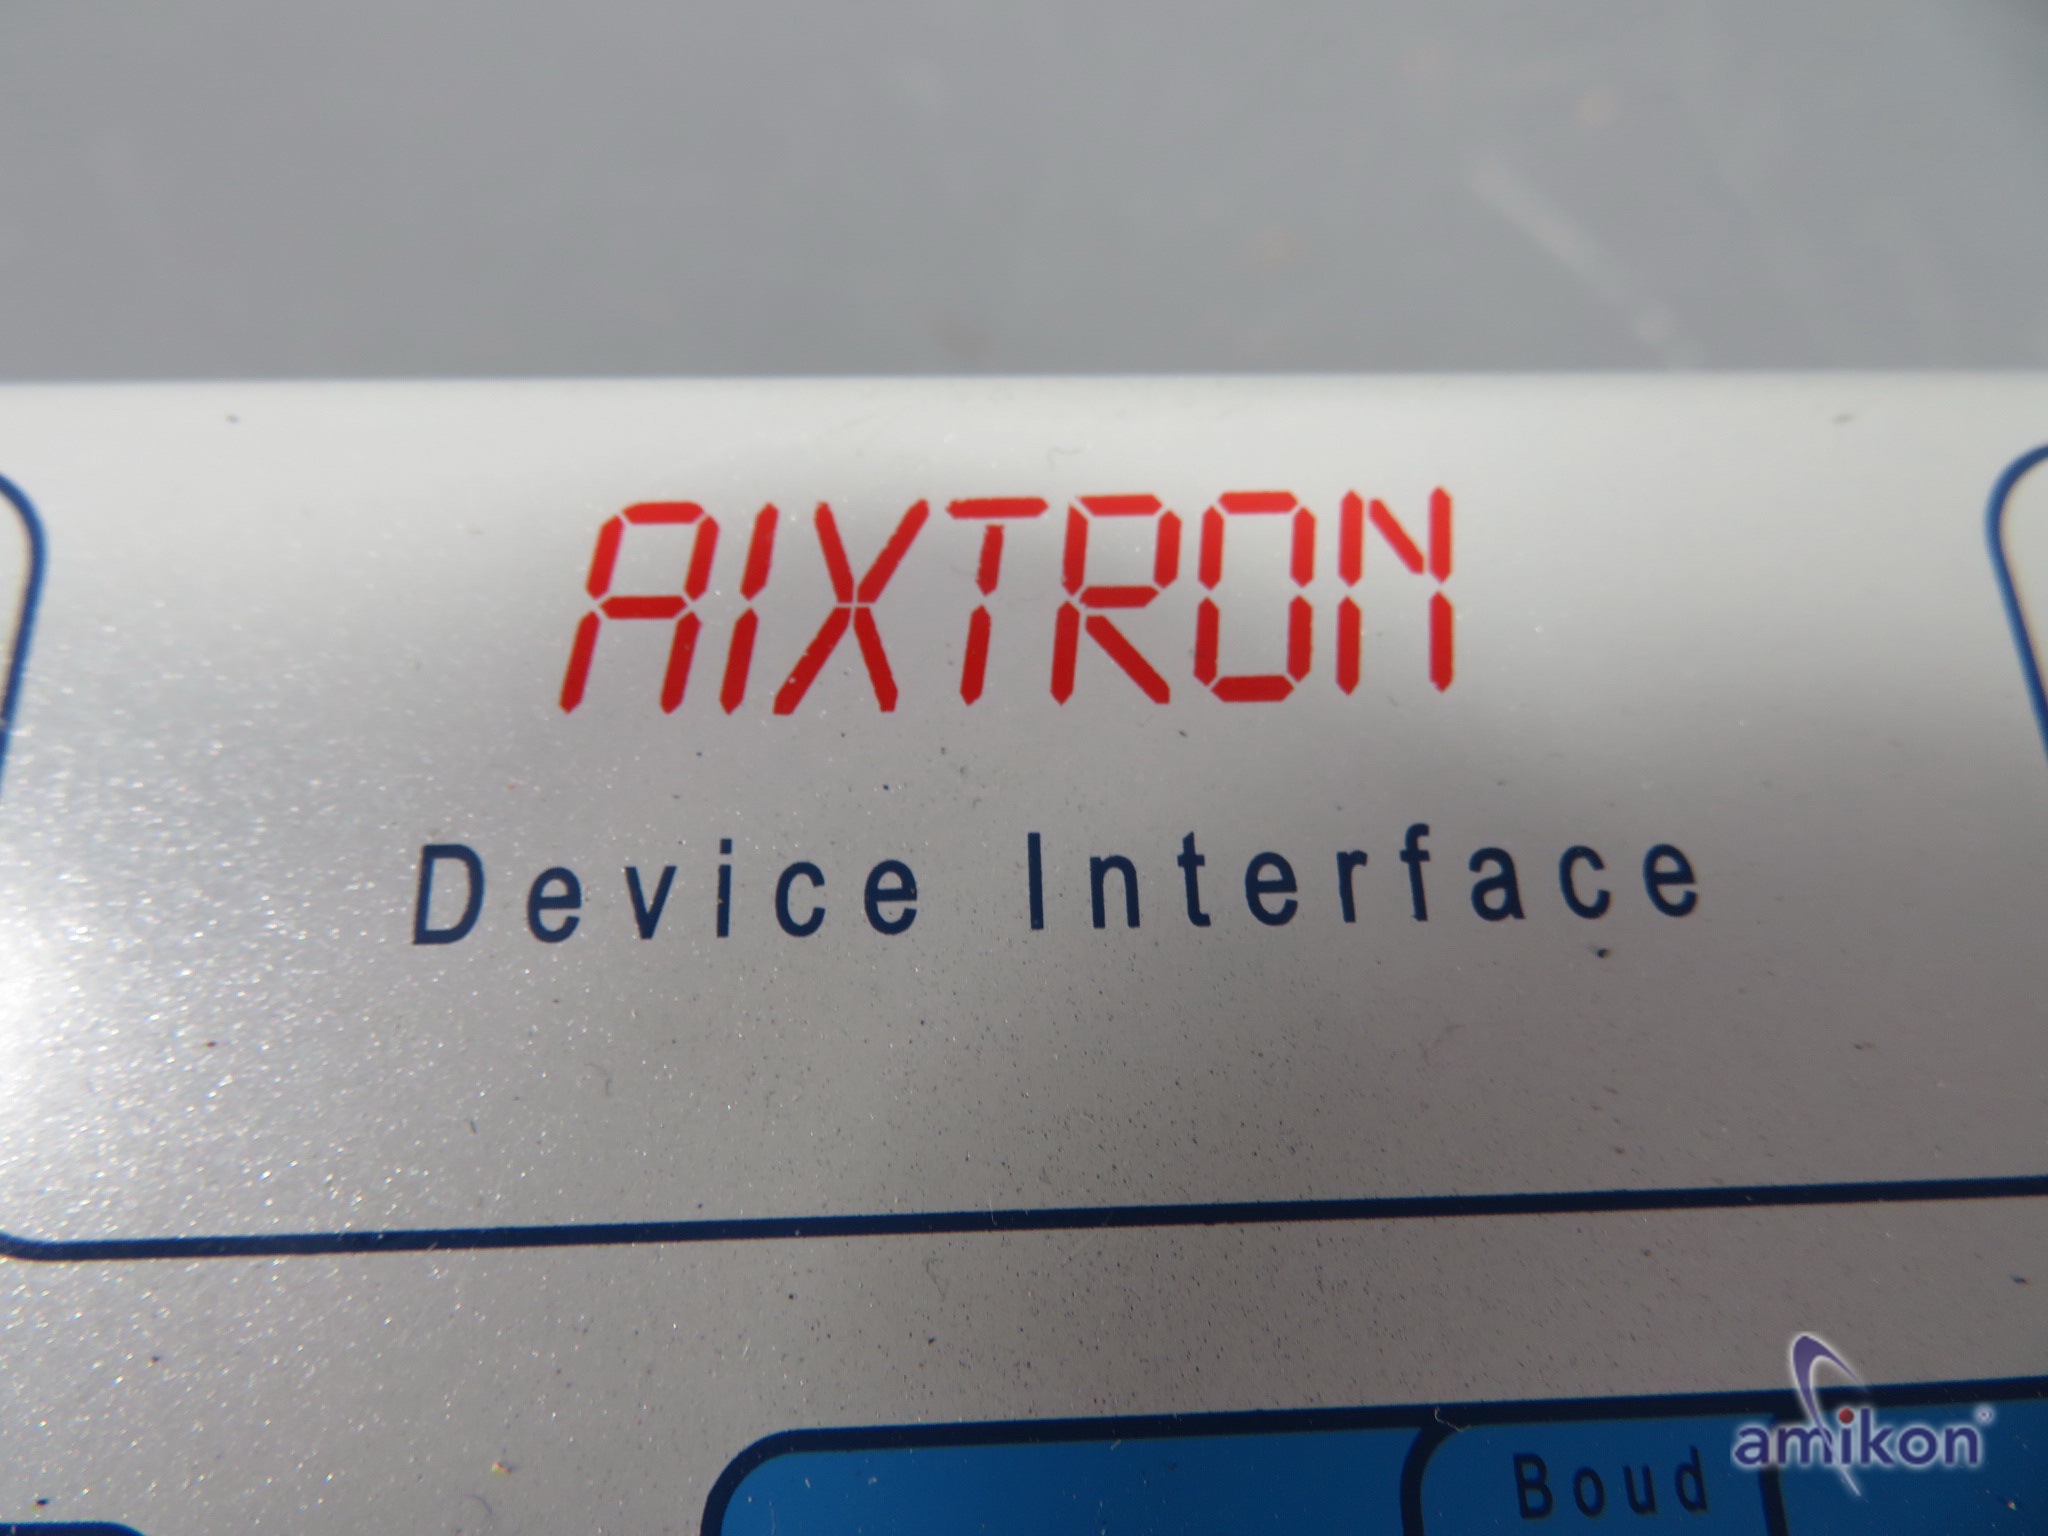 AIXTRON
Device Interface
Boud
amikon®